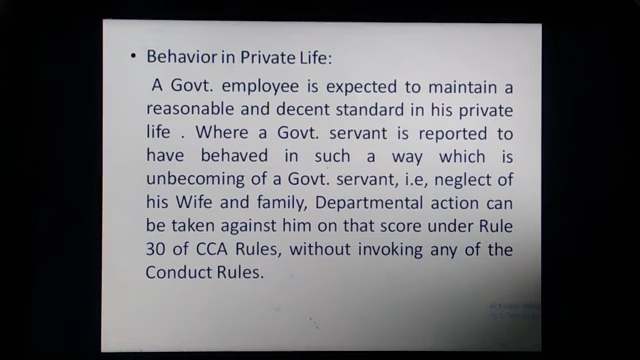 • Behavior in Private Life:
A Govt. employee is expected to maintain a
reasonable and decent standard in his private
life . Where a Govt. servant is reported to
have behaved in such a way which is
unbecoming of a Govt. servant, i.e, neglect of
his Wife and family, Departmental action can
be taken against him on that score under Rule
30 of CCA Rules, without invoking any of the
Conduct Rules.